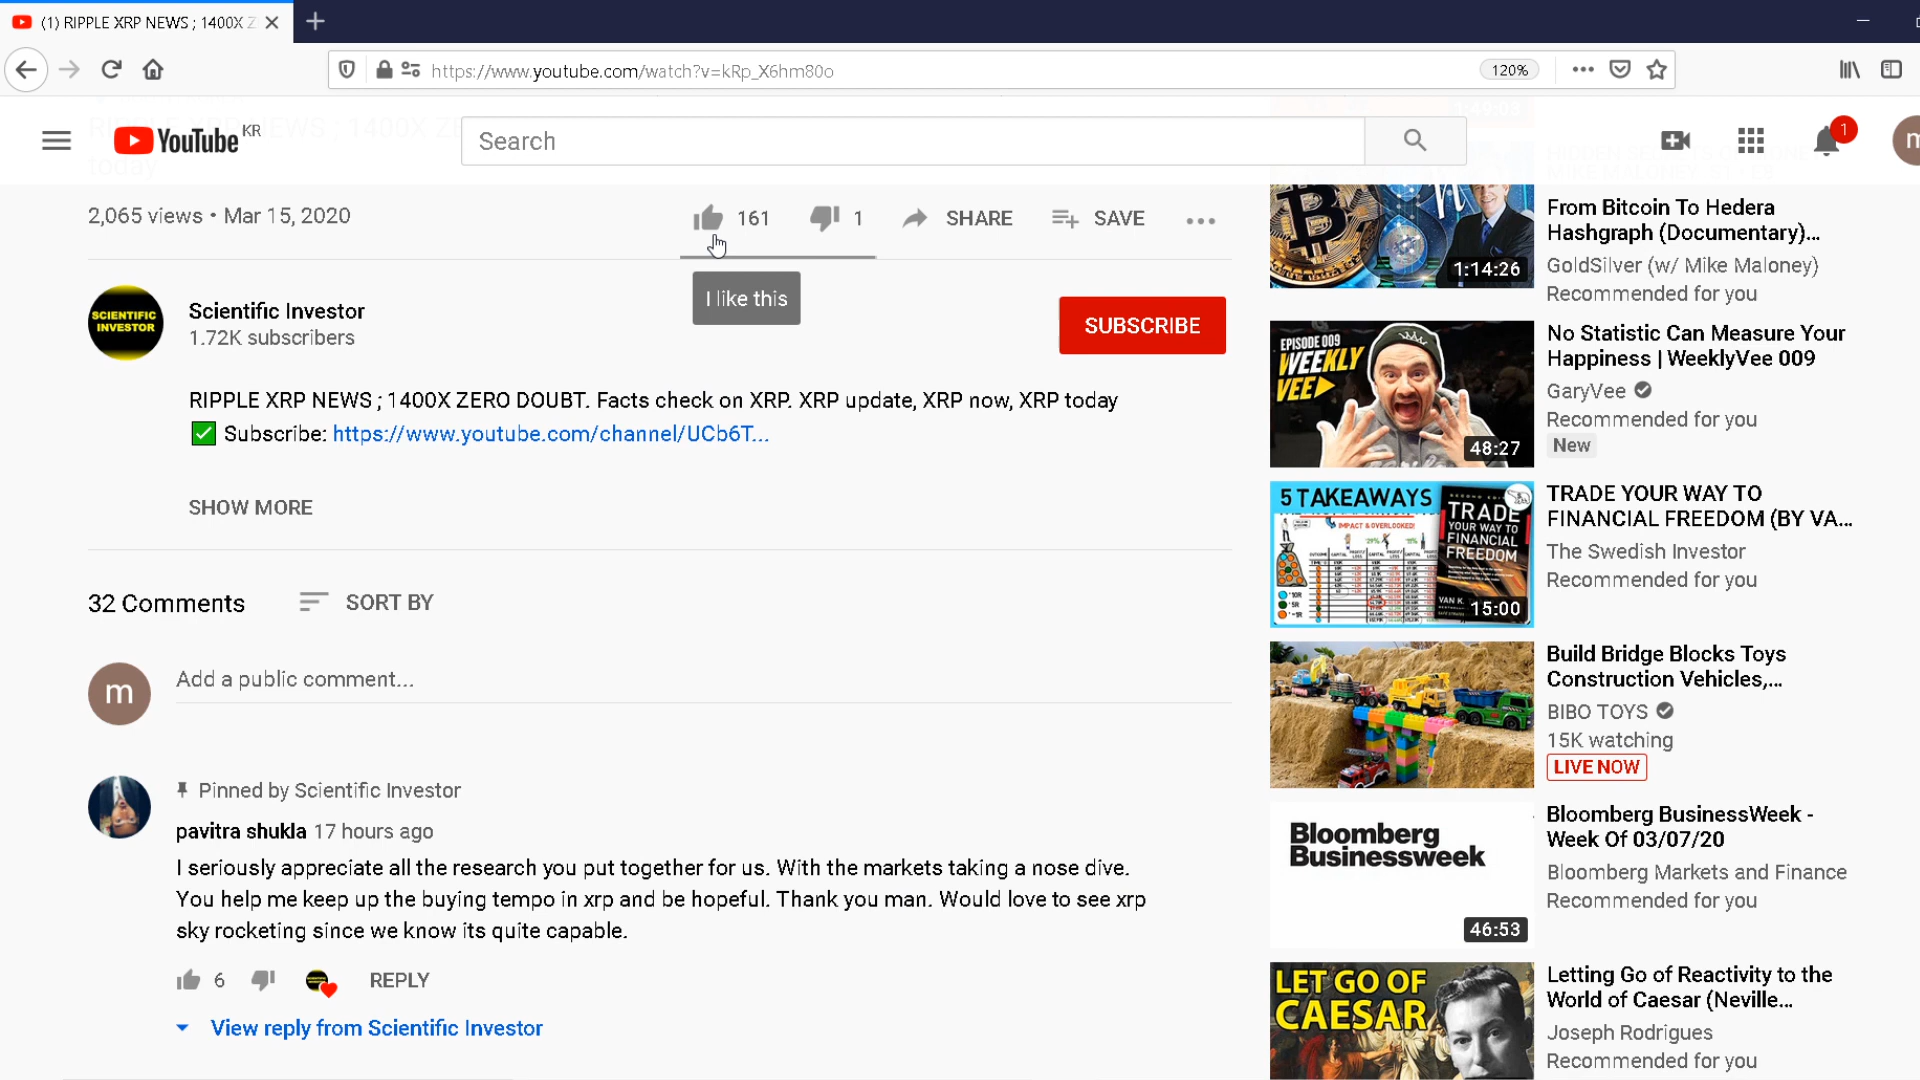 (1) RIPPLE XRP NEWS ; 1400X Z
https://www.youtube.com/watch?v=kRp_X6hm80o
120%
YouTube KR
Search
1
m
today
2,065 views • Mar 15, 2020
161
1
SHARE
SAVE
I like this
SCIENTIFIC
INVESTOR
Scientific Investor
1.72K subscribers
SUBSCRIBE
RIPPLE XRP NEWS ; 1400X ZERO DOUBT. Facts check on XRP. XRP update, XRP now, XRP today
Subscribe: https://www.youtube.com/channel/UCb6T...
SHOW MORE
32 Comments
SORT BY
m
Add a public comment...
Pinned by Scientific Investor
pavitra shukla 17 hours ago
I seriously appreciate all the research you put together for us. With the markets taking a nose dive.
You help me keep up the buying tempo in xrp and be hopeful. Thank you man. Would love to see xrp
sky rocketing since we know its quite capable.
6
REPLY
View reply from Scientific Investor
1:14:26
From Bitcoin To Hedera
Hashgraph (Documentary)...
GoldSilver (w/ Mike Maloney)
Recommended for you
EPISODE 009
WEEKLY
VEE
48:27
No Statistic Can Measure Your
Happiness | WeeklyVee 009
GaryVee
Recommended for you
New
5 TAKEAWAYS
IMPACT & OVERLOOKED!
TRADE
YOUR WAY TO
FINANCIAL
FREEDOM
VAN K.
15:00
TRADE YOUR WAY TO
FINANCIAL FREEDOM (BY VA...
The Swedish Investor
Recommended for you
Build Bridge Blocks Toys
Construction Vehicles,...
BIBO TOYS
15K watching
LIVE NOW
Bloomberg
Businessweek
46:53
Bloomberg BusinessWeek -
Week Of 03/07/20
Bloomberg Markets and Finance
Recommended for you
LET GO OF
CAESAR
Letting Go of Reactivity to the
World of Caesar (Neville...
Joseph Rodrigues
Recommended for you